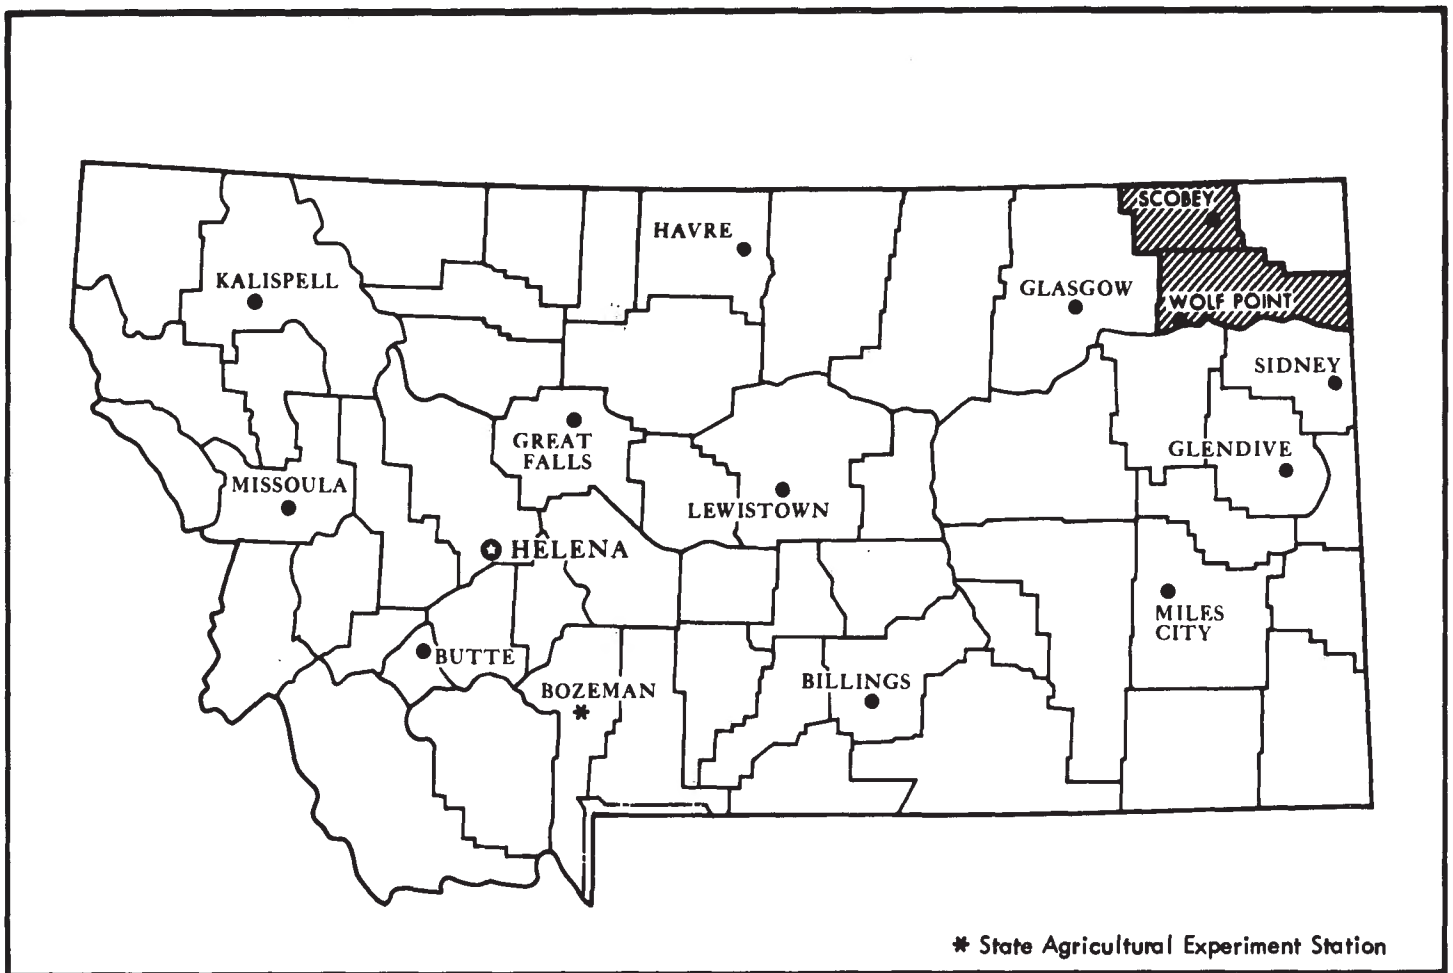 SCOBEY
HAVRE
KALISPELL
GLASGOW
WOLF POINT
SIDNEY
GREAT
FALLS
GLENDIVE
MISSOULA
LEWISTOWN
HELENA
MILES
CITY
BUTTE
BILLINGS
BOZEMAN
*
* State Agricultural Experiment Station